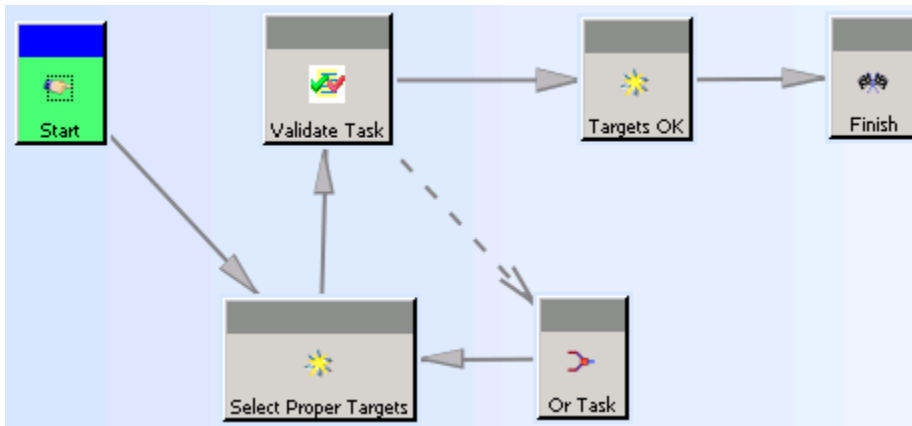 Start
Validate Task
Targets OK
Finish
Select Proper Targets
Or Task